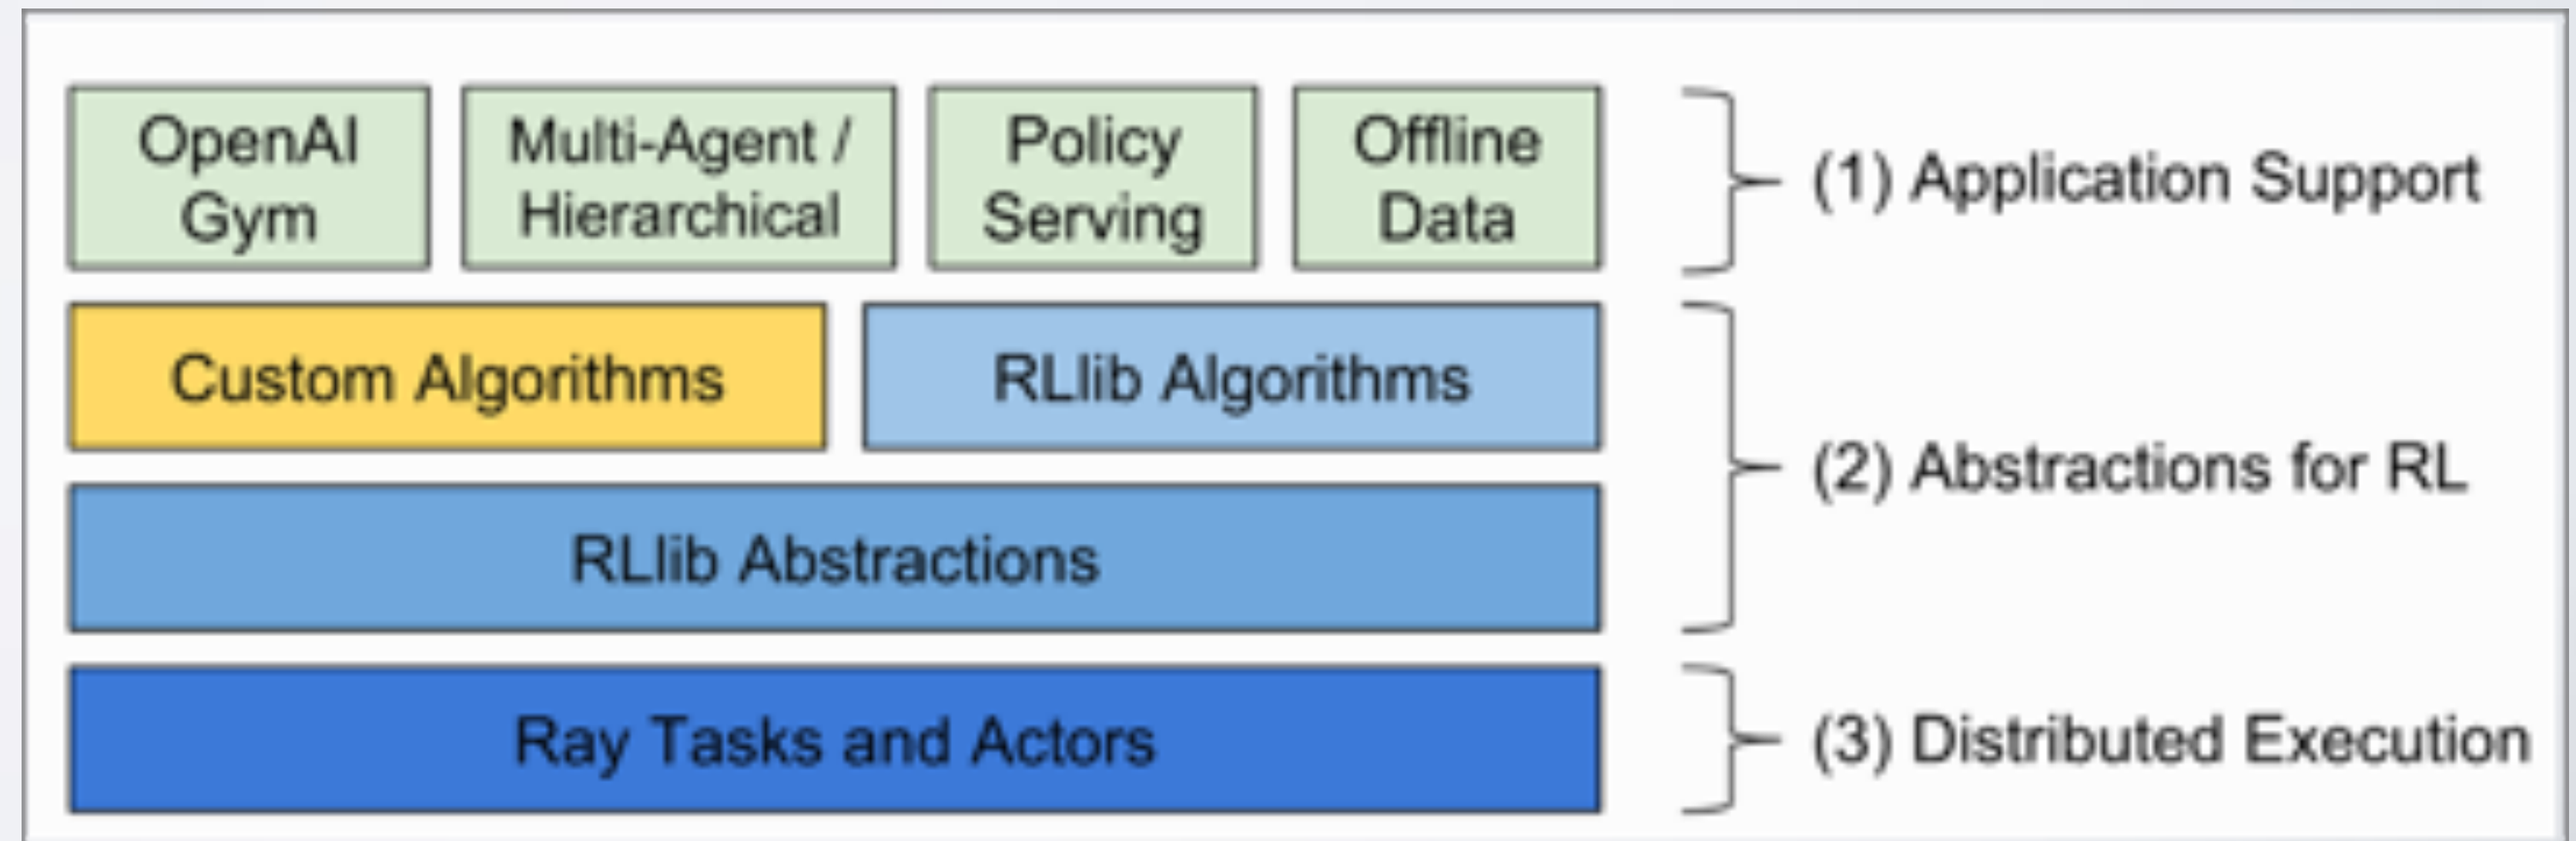 OpenAI
Gym
Multi-Agent /
Hierarchical
Policy
Serving
Offline
Data
(1) Application Support
Custom Algorithms
RLlib Algorithms
(2) Abstractions for RL
RLlib Abstractions
Ray Tasks and Actors
(3) Distributed Execution